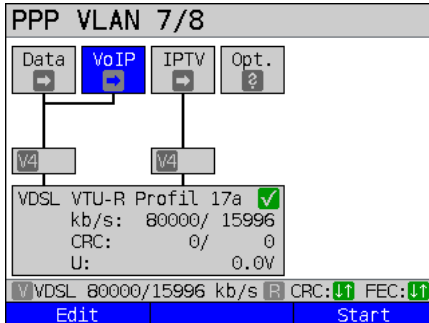 PPP VLAN 7/8
Data VoIP IPTV Opt.
?
V4 V4
VDSL VTU-R Profil 17a
kb/s: 80000/ 15996
CRC: 0/ 0
U: 0.0V
V VDSL 80000/15996 kb/s R CRC: FEC:
Edit Start